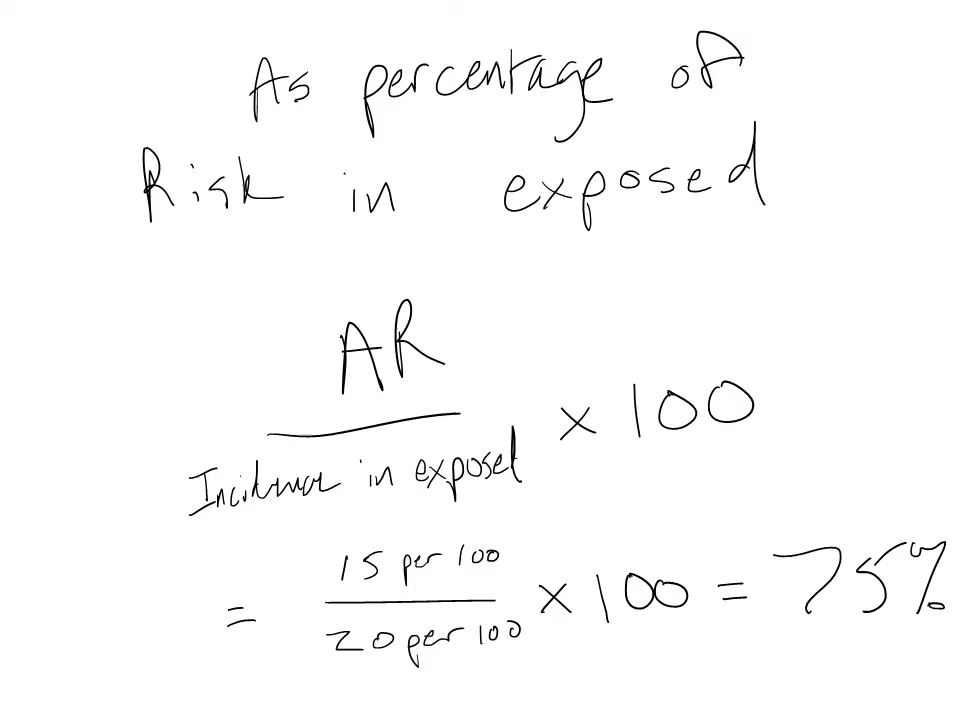 As percentage of
Risk in exposed
AR
Incidence in exposed × 100
= 15 per 100
20 per 100 × 100 = 75%